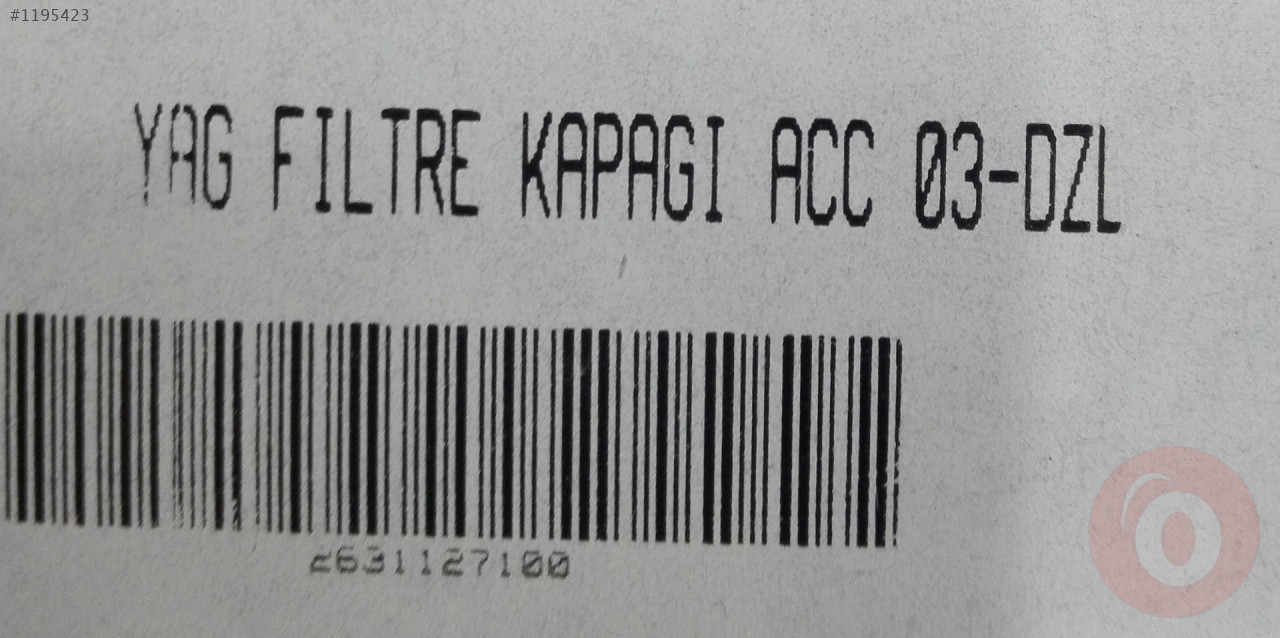 #1195423
YAG FILTRE KAPAGI ACC 03-DZL
2631127100